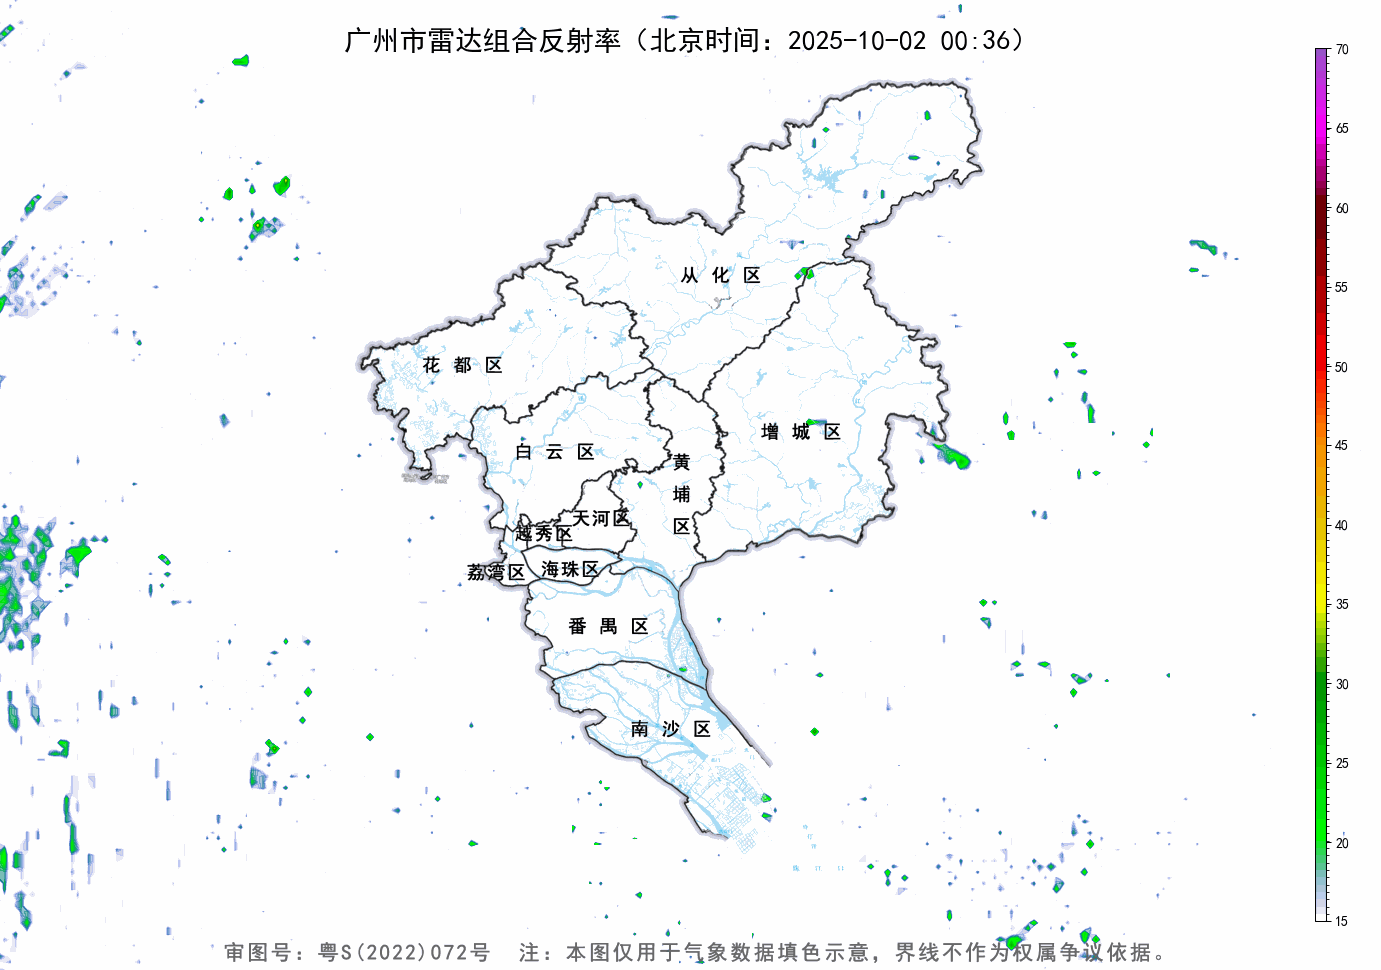 广州市雷达组合反射率（北京时间：2025-10-02 00:36）
70
65
60
55
50
45
40
35
30
25
20
15
从化区
花都区
增城区
白云区
黄埔区
天河区
越秀区
荔湾区
海珠区
番禺区
南沙区
审图号：粤S(2022)072号 注：本图仅用于气象数据填色示意，界线不作为权属争议依据。